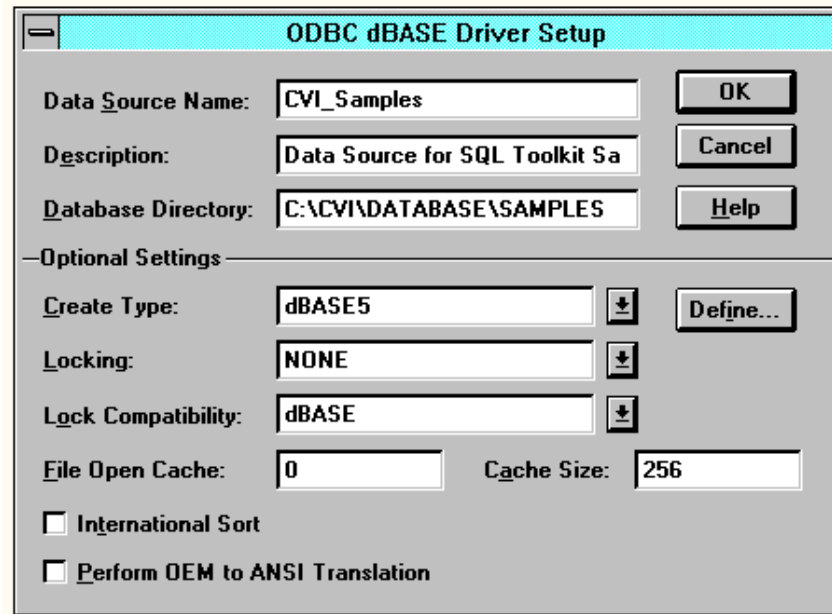 ODBC dBASE Driver Setup
Data Source Name: CVI_Samples OK
Description: Data Source for SQL Toolkit Sa Cancel
Database Directory: C:\CVI\DATABASE\SAMPLES Help
Optional Settings
Create Type: dBASE5 Define...
Locking: NONE
Lock Compatibility: dBASE
File Open Cache: 0 Cache Size: 256
International Sort
Perform OEM to ANSI Translation